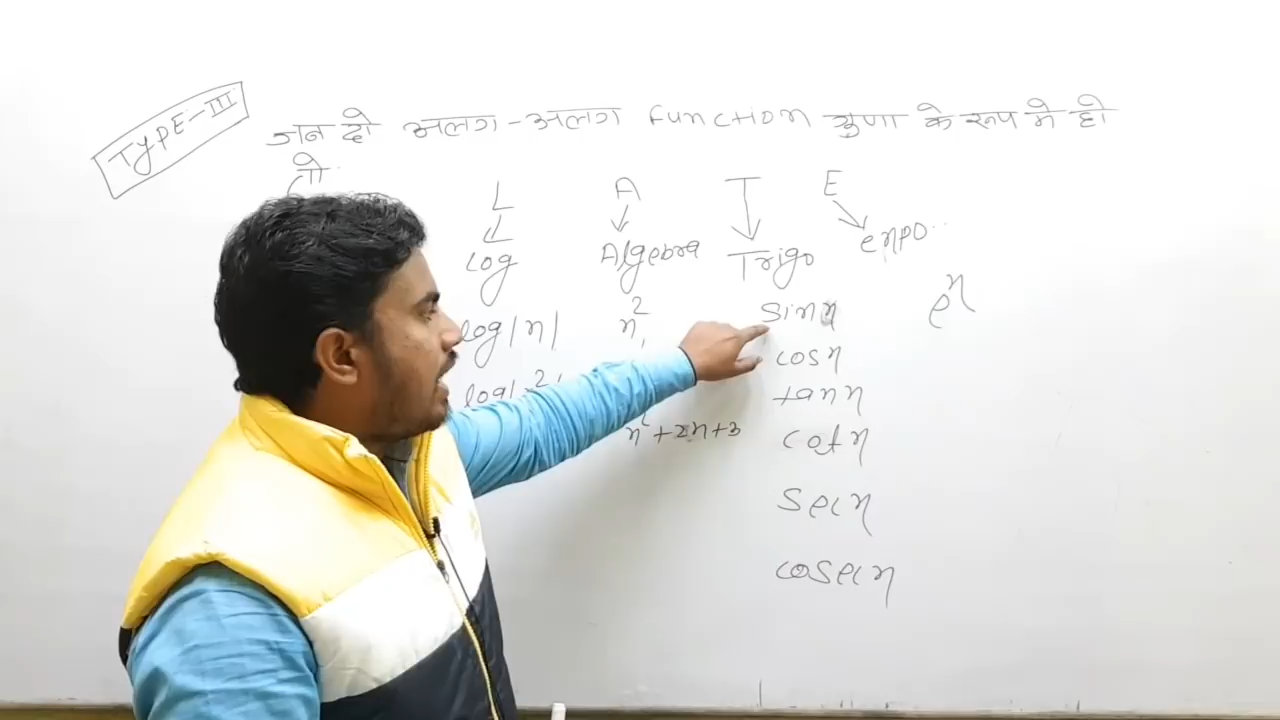 TYPE-III
जब दो अलग-अलग function गुणा के रूप मे हो
तो
L A T E
Log Algebra Trigo expo..
log|x| x² sinx eˣ
cosx
log| tanx
x²+2x+3 cotx
secx
cosecx